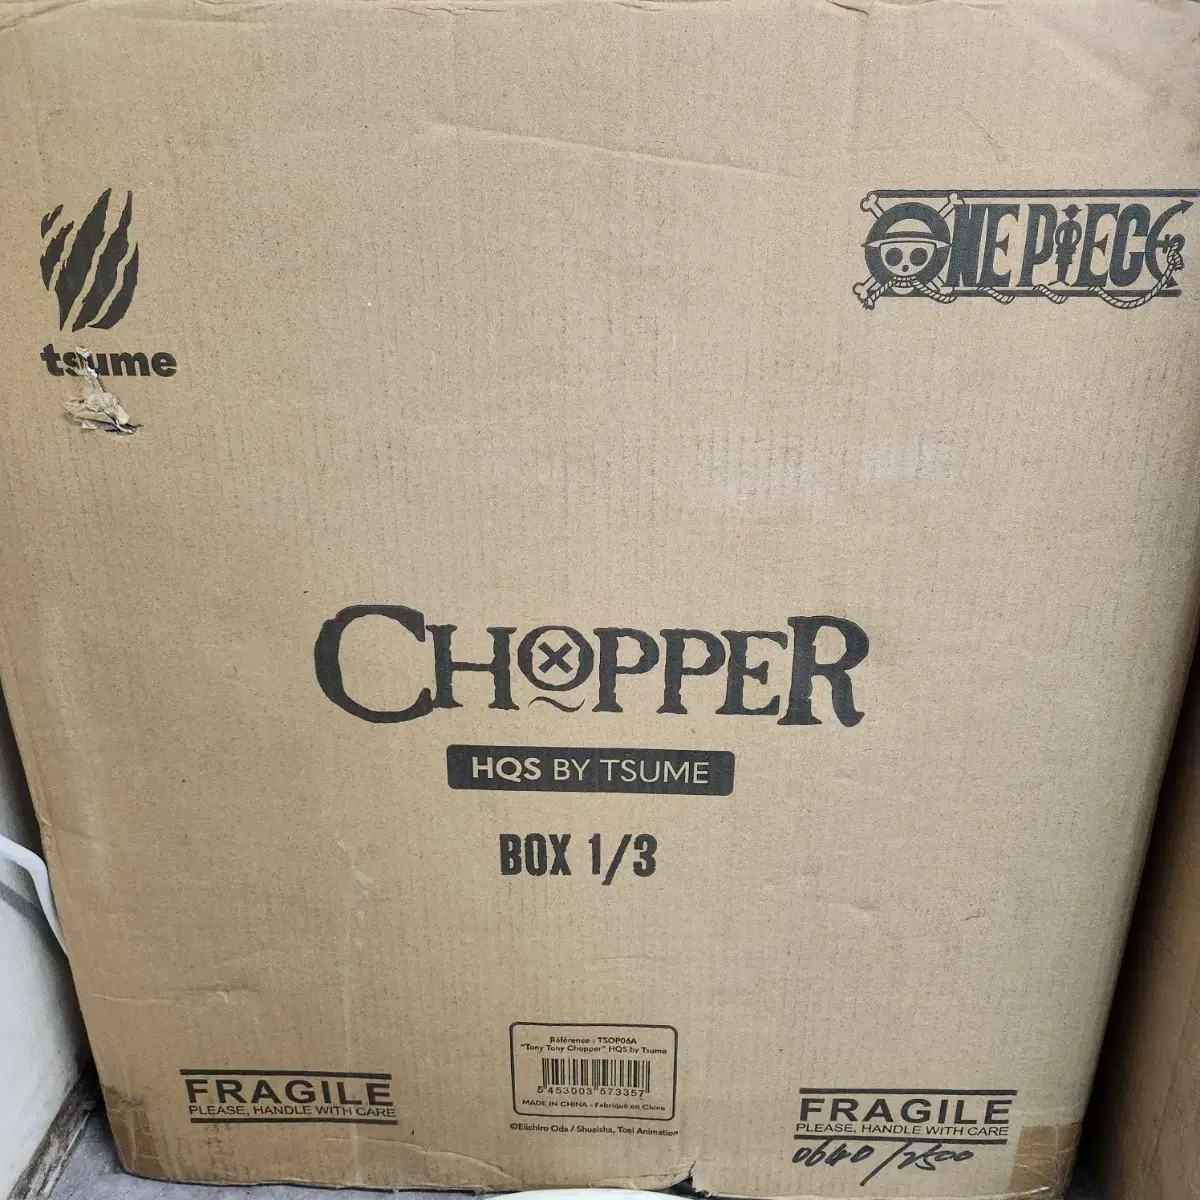 tsume
ONE PIECE
CHOPPER
HQS BY TSUME
BOX 1/3
Référence : TSOP06A
"Tony Tony Chopper" HQS by Tsume
5 453003 573357
MADE IN CHINA - Fabriqué en Chine
©Eiichiro Oda / Shueisha, Toei Animation
FRAGILE
PLEASE, HANDLE WITH CARE
FRAGILE
PLEASE, HANDLE WITH CARE
0640/2500